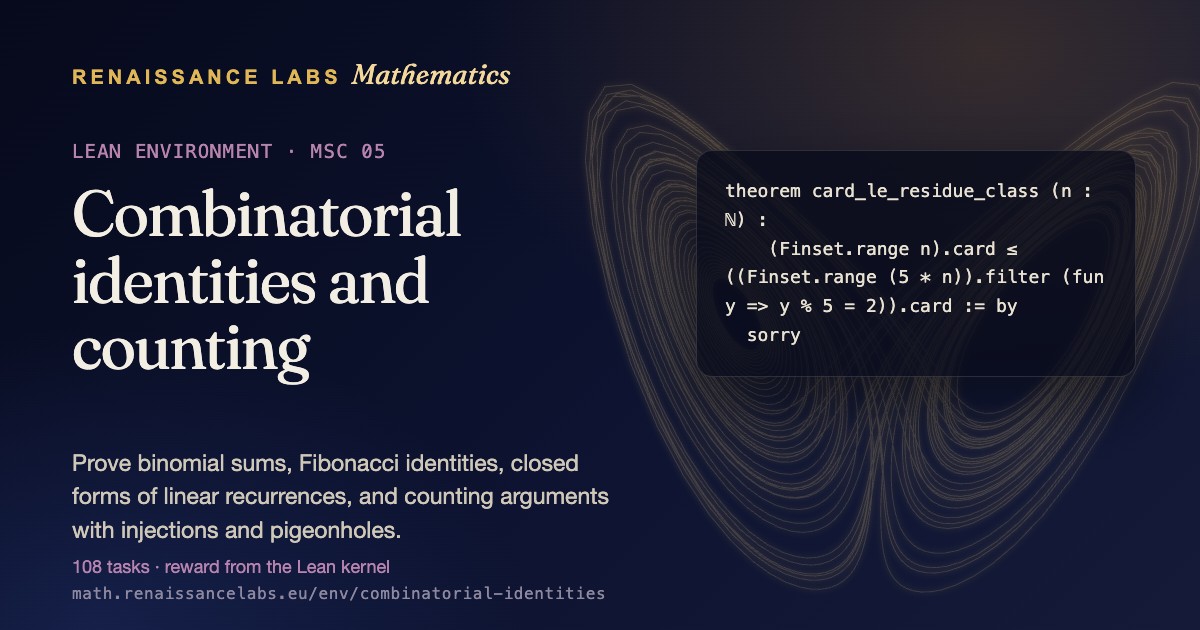 RENAISSANCE LABS Mathematics
LEAN ENVIRONMENT · MSC 05
Combinatorial
identities and
counting
theorem card_le_residue_class (n :
ℕ) :
    (Finset.range n).card ≤
((Finset.range (5 * n)).filter (fun
y => y % 5 = 2)).card := by
  sorry
Prove binomial sums, Fibonacci identities, closed
forms of linear recurrences, and counting arguments
with injections and pigeonholes.
108 tasks · reward from the Lean kernel
math.renaissancelabs.eu/env/combinatorial-identities